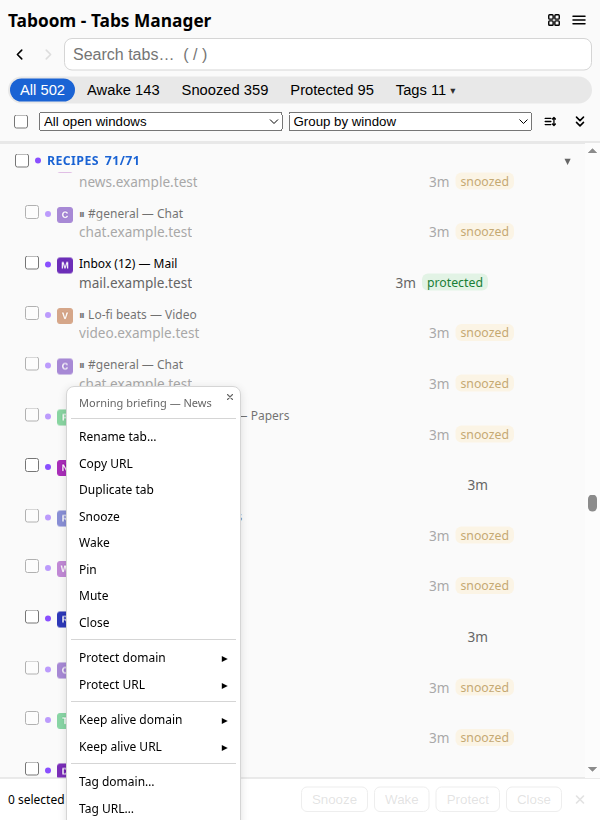 Taboom - Tabs Manager
Search tabs… ( / )
All 502
Awake 143
Snoozed 359
Protected 95
Tags 11 ▾
All open windows
Group by window
RECIPES 71/71 ▼
news.example.test 3m snoozed
C #general — Chat
chat.example.test 3m snoozed
M Inbox (12) — Mail
mail.example.test 3m protected
V Lo-fi beats — Video
video.example.test 3m snoozed
C #general — Chat
chat.example.test 3m snoozed
— Papers
3m snoozed
3m
3m snoozed
3m snoozed
3m
3m snoozed
3m snoozed
Morning briefing — News ×
Rename tab...
Copy URL
Duplicate tab
Snooze
Wake
Pin
Mute
Close
Protect domain ▸
Protect URL ▸
Keep alive domain ▸
Keep alive URL ▸
Tag domain...
Tag URL...
0 selected
Snooze
Wake
Protect
Close
×